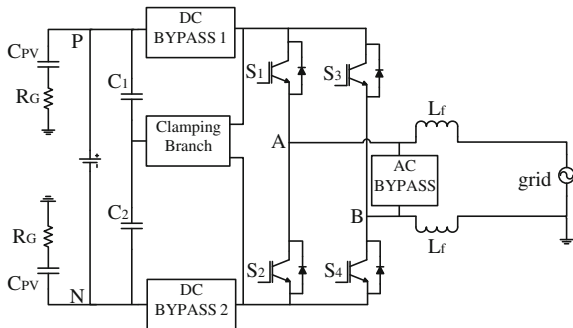 DC
BYPASS 1
P
CPV
RG
C1
Clamping
Branch
S1
S3
A
Lf
AC
BYPASS
grid
B
Lf
RG
CPV
C2
N
DC
BYPASS 2
S2
S4